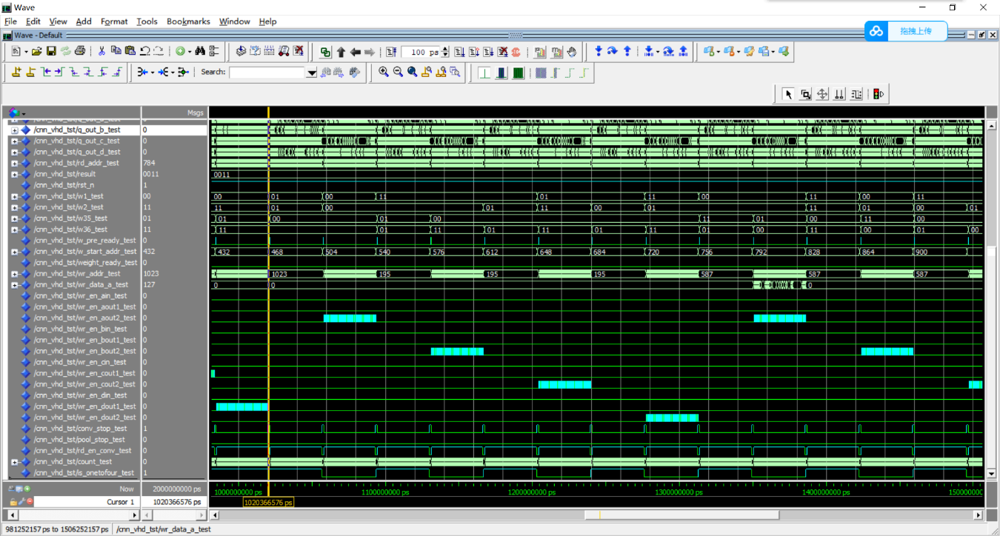 Wave
File Edit View Add Format Tools Bookmarks Window Help
Wave - Default
拖拽上传
100 ps
Search:
Msgs
/cnn_vhd_tst/q_out_b_test 0
/cnn_vhd_tst/q_out_c_test 0
/cnn_vhd_tst/q_out_d_test 0
/cnn_vhd_tst/rd_addr_test 784
/cnn_vhd_tst/result 0011 0011
/cnn_vhd_tst/rst_n 1
/cnn_vhd_tst/w1_test 00 00 01 00 11 01 11 00 11 00 11
/cnn_vhd_tst/w2_test 11 11 01 00 01 11 00 01 11 01 00 01
/cnn_vhd_tst/w35_test 01 01 00 01 00 11 01 00 11 00
/cnn_vhd_tst/w36_test 11 11 01 11 01 11 01 11 01 00 11 00 01 00
/cnn_vhd_tst/w_pre_ready_test 0
/cnn_vhd_tst/w_start_addr_test 432 432 468 504 540 576 612 648 684 720 756 792 828 864 900
/cnn_vhd_tst/weight_ready_test 0
/cnn_vhd_tst/wr_addr_test 1023 1023 195 195 195 587 587 587
/cnn_vhd_tst/wr_data_a_test 127 0 0 0
/cnn_vhd_tst/wr_en_ain_test 0
/cnn_vhd_tst/wr_en_aout1_test 0
/cnn_vhd_tst/wr_en_aout2_test 0
/cnn_vhd_tst/wr_en_bin_test 0
/cnn_vhd_tst/wr_en_bout1_test 0
/cnn_vhd_tst/wr_en_bout2_test 0
/cnn_vhd_tst/wr_en_cin_test 0
/cnn_vhd_tst/wr_en_cout1_test 0
/cnn_vhd_tst/wr_en_cout2_test 0
/cnn_vhd_tst/wr_en_din_test 0
/cnn_vhd_tst/wr_en_dout1_test 0
/cnn_vhd_tst/wr_en_dout2_test 0
/cnn_vhd_tst/conv_stop_test 1
/cnn_vhd_tst/pool_stop_test 0
/cnn_vhd_tst/rd_en_conv_test 0
/cnn_vhd_tst/count_test 0
/cnn_vhd_tst/is_onetofour_test 1
Now 2000000000 ps 1000000000 ps 1100000000 ps 1200000000 ps 1300000000 ps 1400000000 ps
Cursor 1 1020366576 ps 1020366576 ps
981252157 ps to 1506252157 ps /cnn_vhd_tst/wr_data_a_test